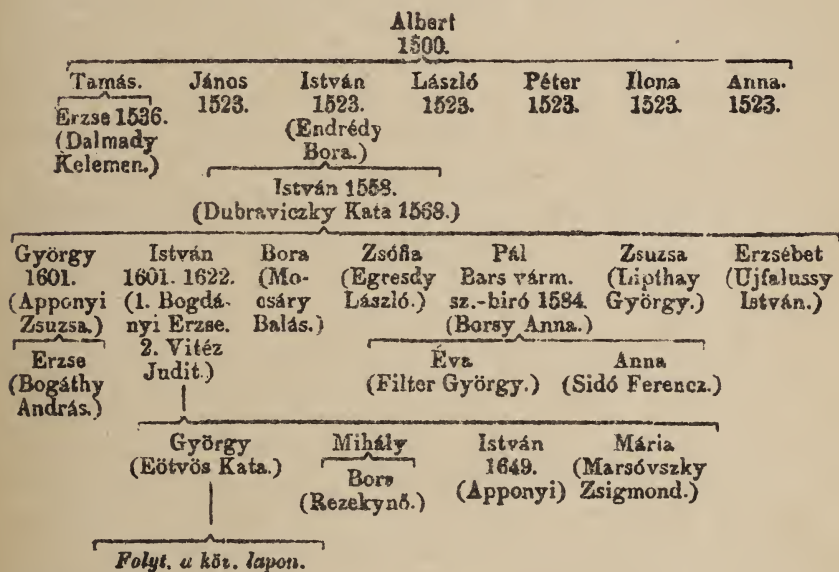 Albert
1500.
Tamás. János István László Péter Ilona Anna.
1523. 1523. 1523. 1523. 1523. 1523.
Erzse 1536. (Endrédy
(Dalmady Bora.)
Kelemen.)
István 1558.
(Dubraviczky Kata 1568.)
György István Bora Zsófia Pál Zsuzsa Erzsébet
1601. 1601. 1622. (Mo- (Egresdy Bars várm. (Lipthay (Ujfalussy
(Apponyi (1. Bogdá- csáry László.) sz.-biró 1584. György.) István.)
Zsuzsa.) nyi Erzse. Balás.) (Borsy Anna.)
2. Vitéz
Erzse Judit.) Éva Anna
(Bogáthy (Filter György.) (Sidó Ferencz.)
András.)
György Mihály István Mária
(Eötvös Kata.) 1649. (Marsóvszky
Bora (Apponyi) Zsigmond.)
(Rezekynő.)
Folyt. a köv. lapon.